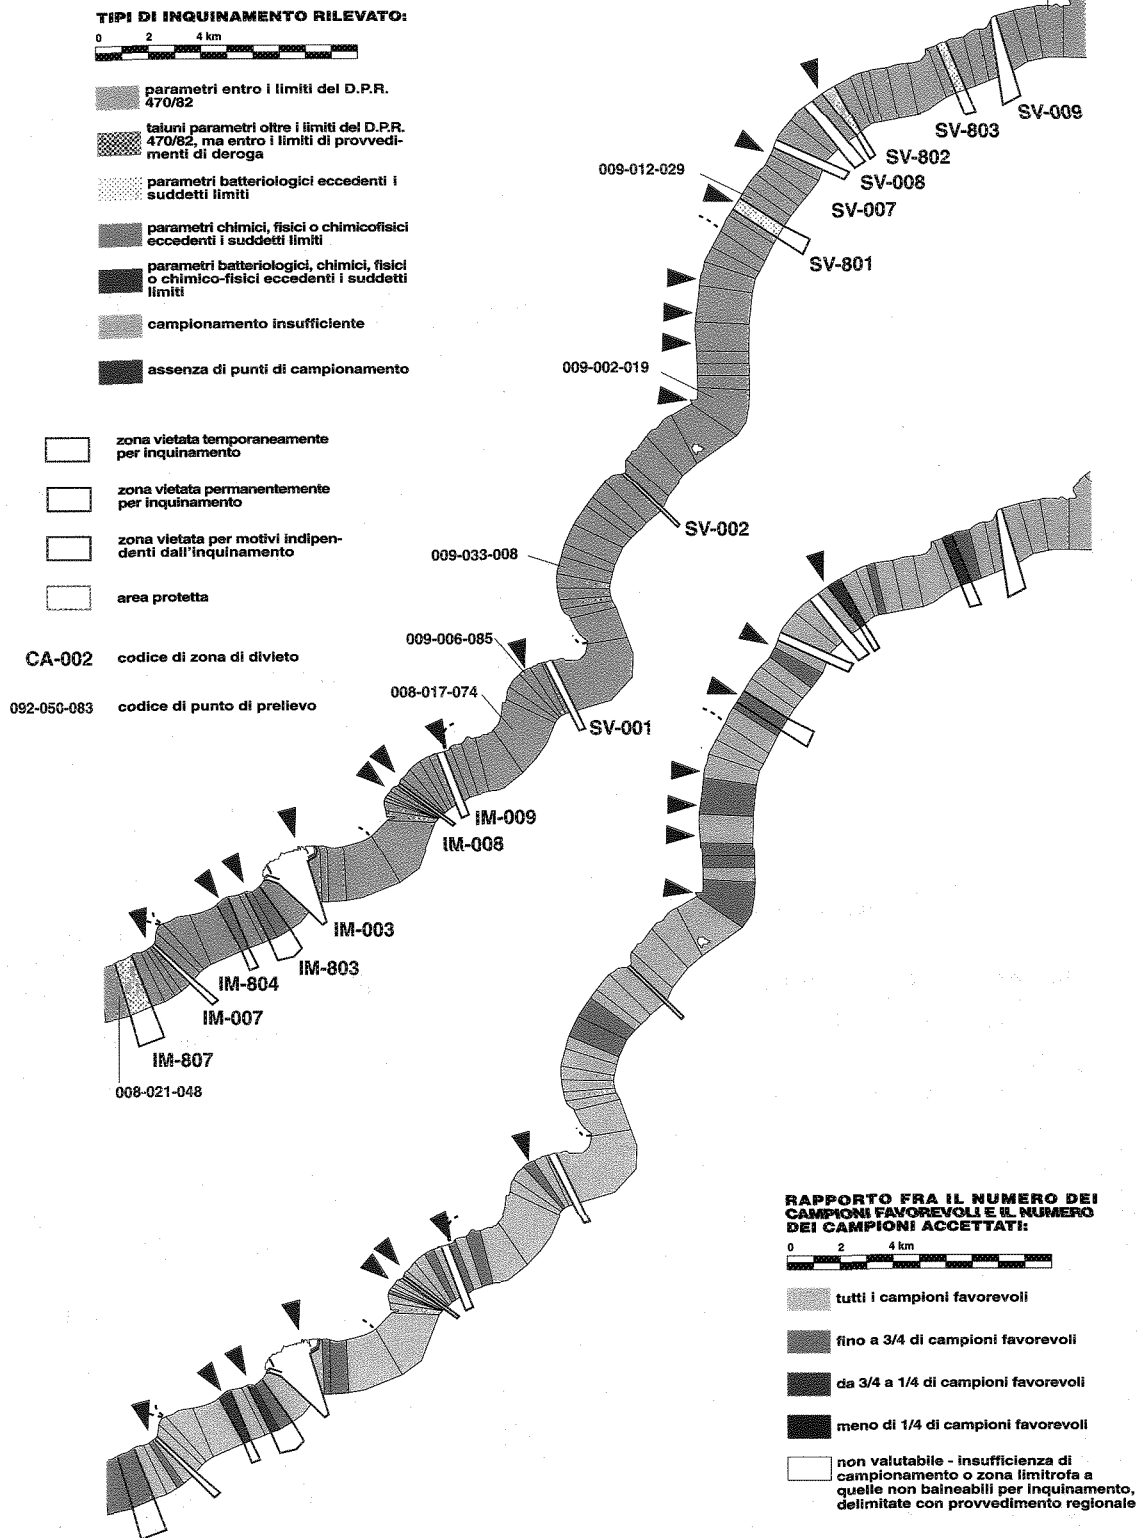 TIPI DI INQUINAMENTO RILEVATO:
0 2 4 km
parametri entro i limiti del D.P.R.
470/82
taluni parametri oltre i limiti del D.P.R.
470/82, ma entro i limiti di provvedi-
menti di deroga
parametri batteriologici eccedenti i
suddetti limiti
parametri chimici, fisici o chimicofisici
eccedenti i suddetti limiti
parametri batteriologici, chimici, fisici
o chimico-fisici eccedenti i suddetti
limiti
campionamento insufficiente
assenza di punti di campionamento
zona vietata temporaneamente
per inquinamento
zona vietata permanentemente
per inquinamento
zona vietata per motivi indipen-
denti dall'inquinamento
area protetta
CA-002 codice di zona di divieto
092-050-083 codice di punto di prelievo
SV-009
SV-803
SV-802
SV-008
SV-007
009-012-029
SV-801
009-002-019
SV-002
009-033-008
009-006-085
008-017-074
SV-001
IM-009
IM-008
IM-003
IM-803
IM-804
IM-007
IM-807
008-021-048
RAPPORTO FRA IL NUMERO DEI
CAMPIONI FAVOREVOLI E IL NUMERO
DEI CAMPIONI ACCETTATI:
0 2 4 km
tutti i campioni favorevoli
fino a 3/4 di campioni favorevoli
da 3/4 a 1/4 di campioni favorevoli
meno di 1/4 di campioni favorevoli
non valutabile - insufficienza di
campionamento o zona limitrofa a
quelle non balneabili per inquinamento,
delimitate con provvedimento regionale